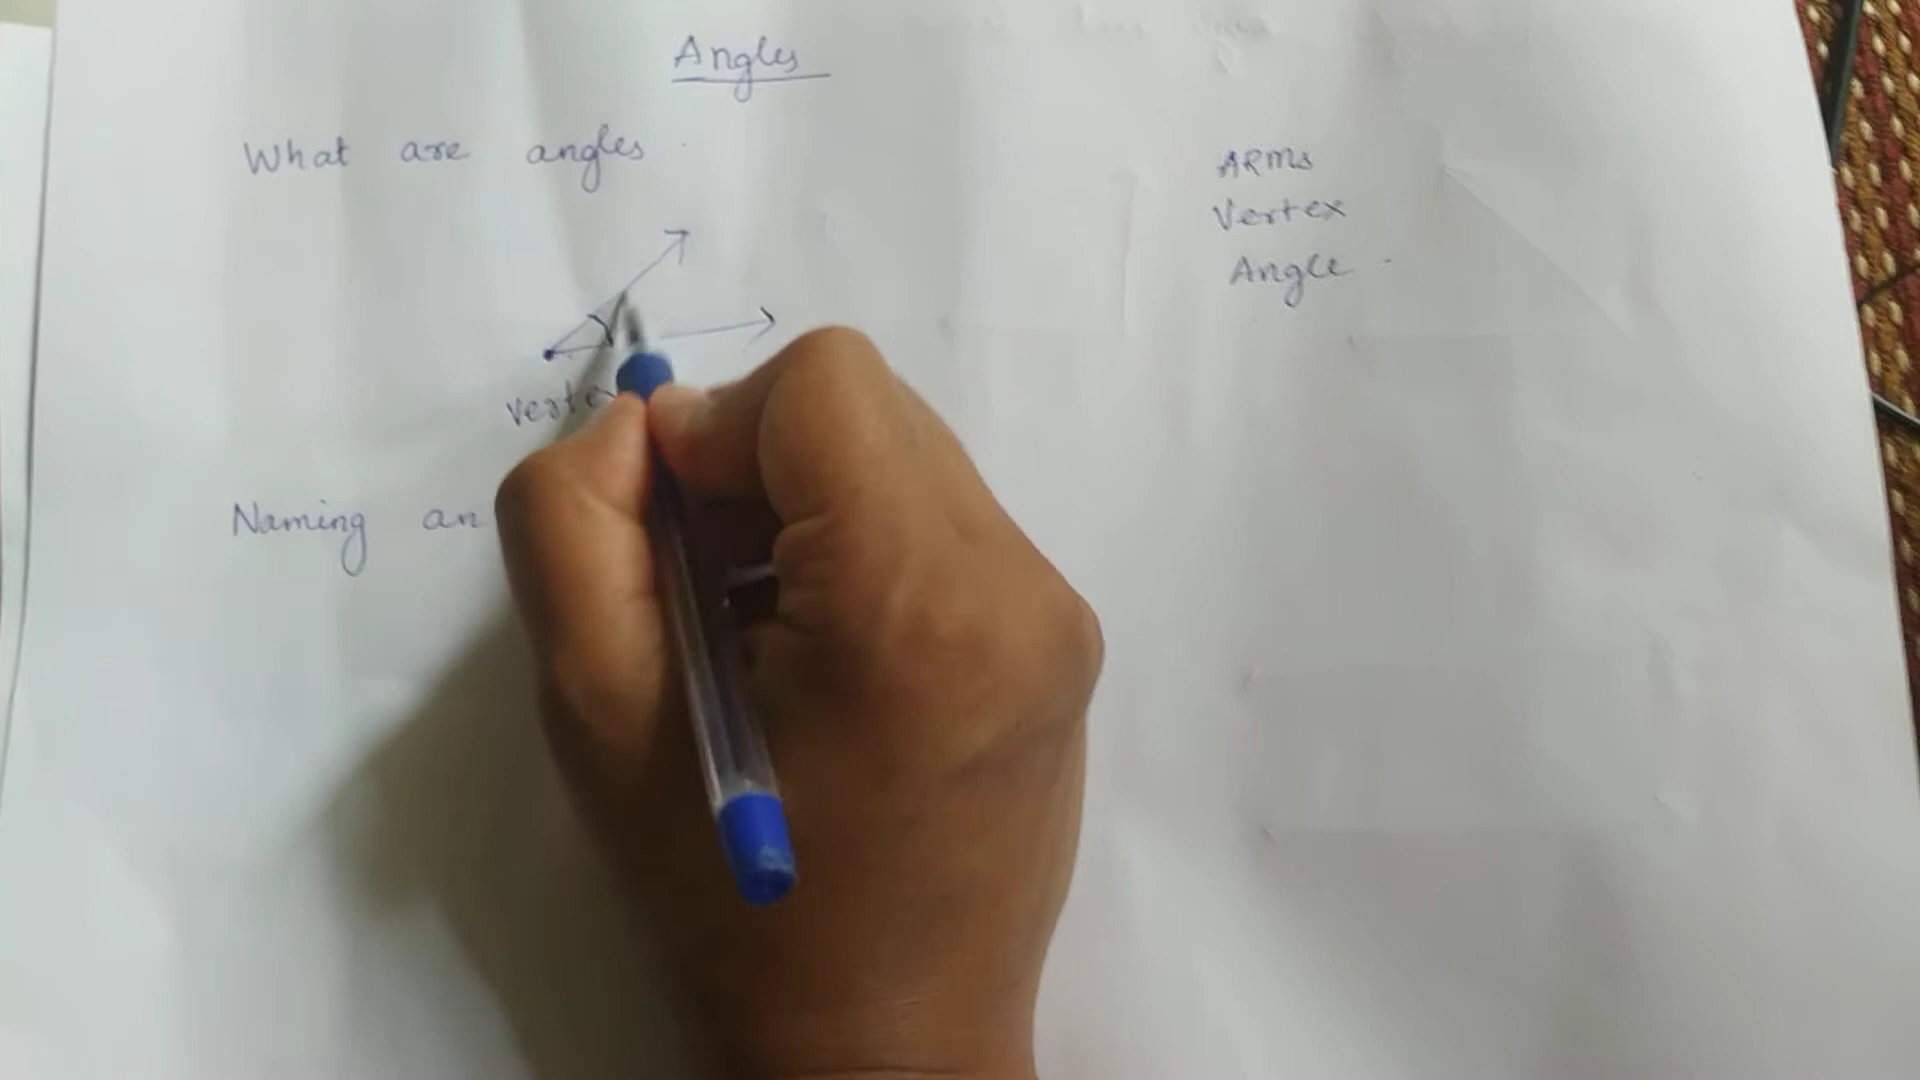 Angles
What are angles.
ARMs
Vertex
Angle.
Naming an